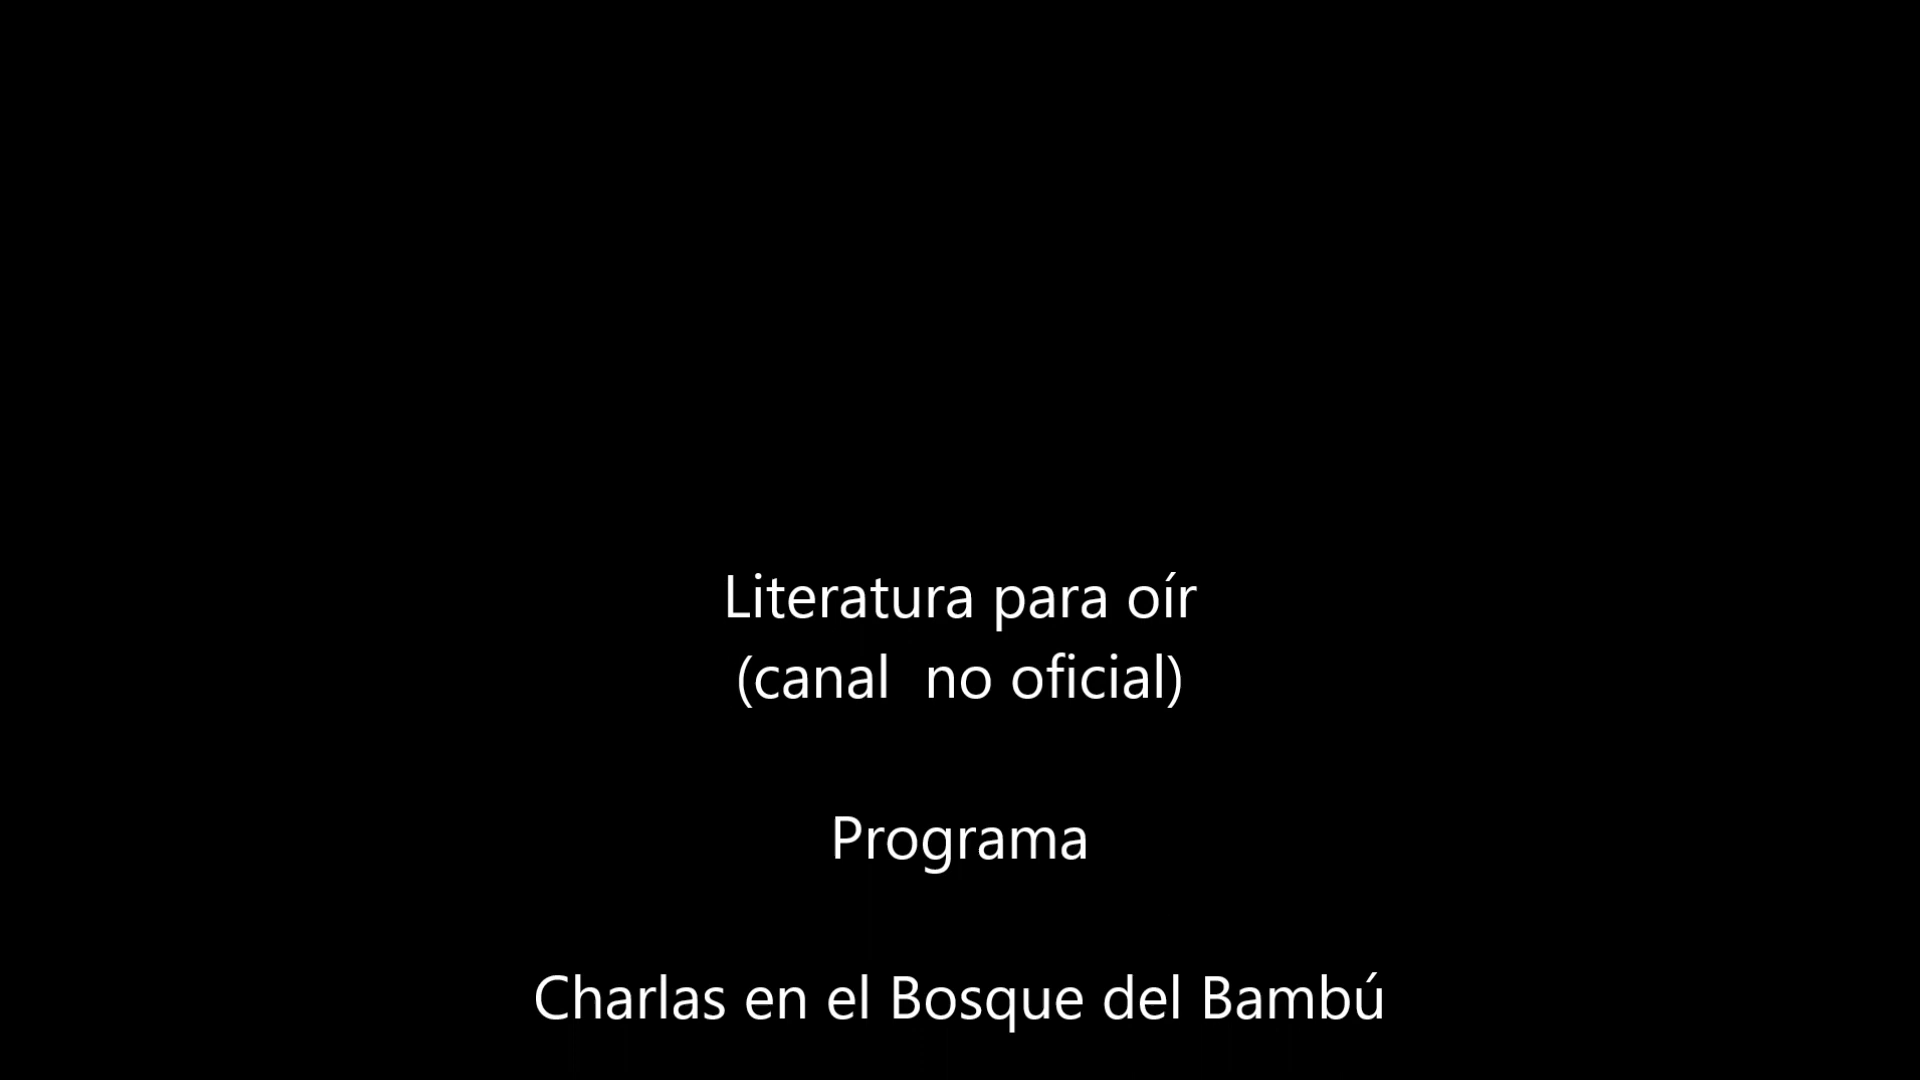 Literatura para oír
(canal  no oficial)
Programa
Charlas en el Bosque del Bambú